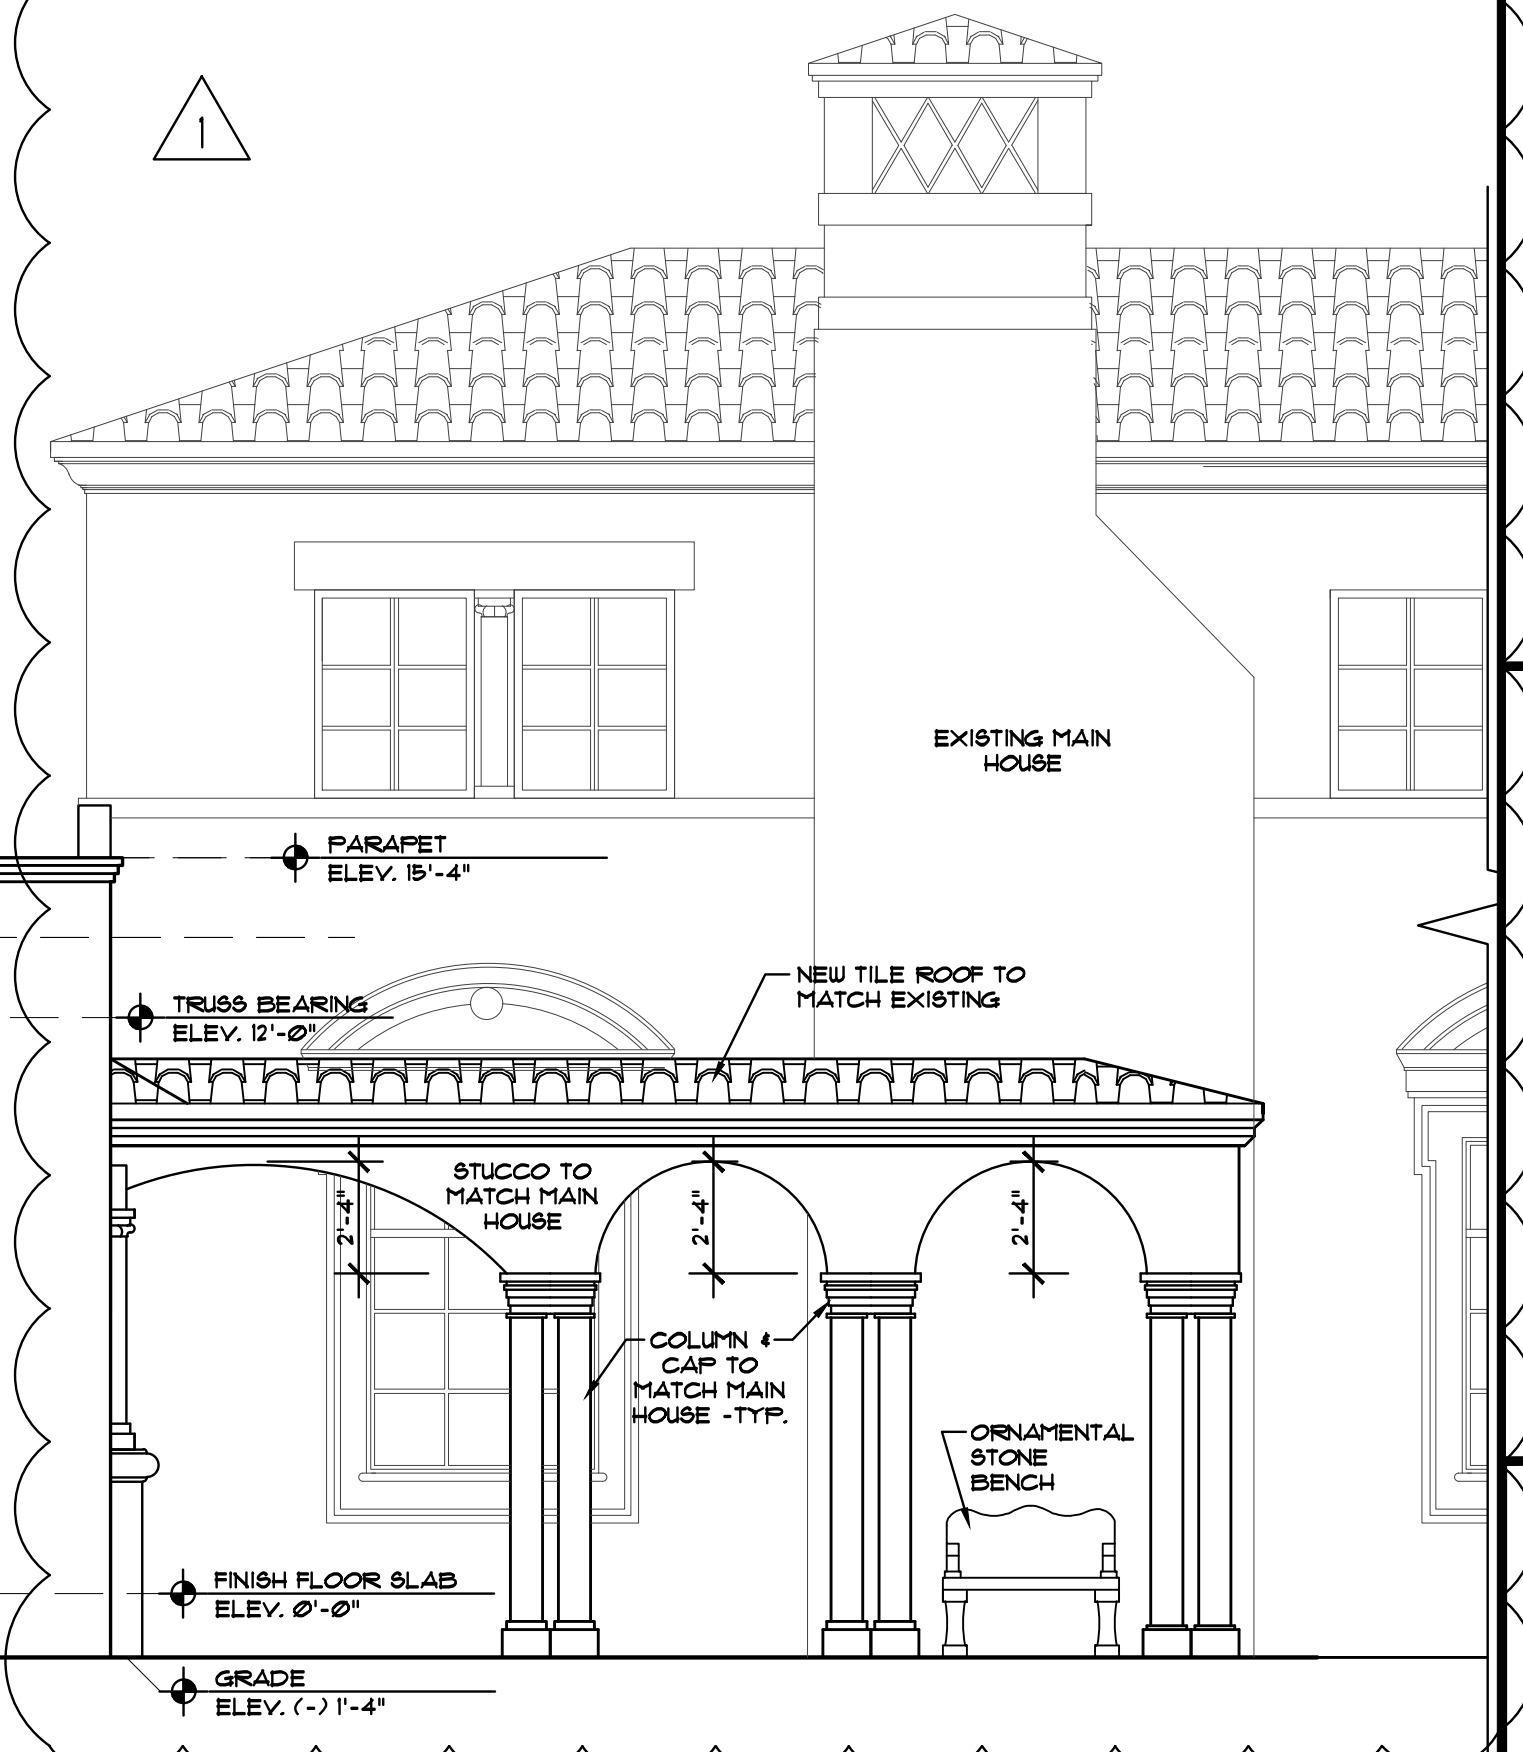 1
EXISTING MAIN
HOUSE
PARAPET
ELEV. 15'-4"
NEW TILE ROOF TO
MATCH EXISTING
TRUSS BEARING
ELEV. 12'-0"
STUCCO TO
MATCH MAIN
HOUSE
2'-4"
2'-4"
2'-4"
COLUMN &
CAP TO
MATCH MAIN
HOUSE -TYP.
ORNAMENTAL
STONE
BENCH
FINISH FLOOR SLAB
ELEV. 0'-0"
GRADE
ELEV. (-) 1'-4"